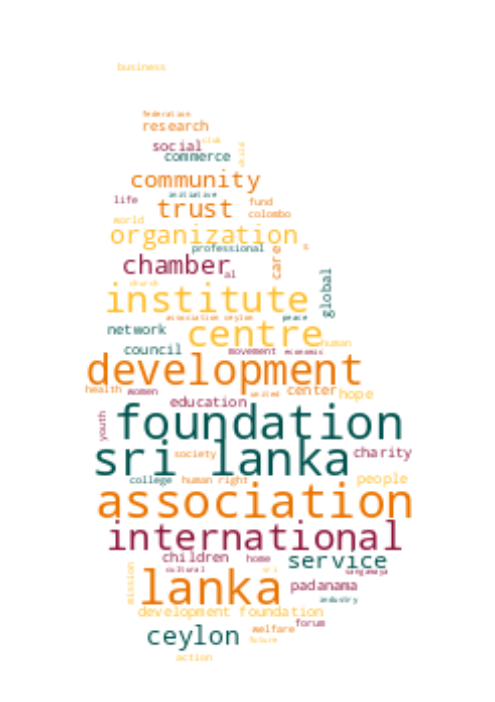 business
federation
research
club
social
child
commerce
community
initiative
life
fund
trust
colombo
world
organization
professional
care
chamber
al
church
global
institute
association ceylon
peace
network
centre
human
council
movement
economic
development
health
women
united
center
hope
education
youth
foundation
society
charity
sri lanka
college
human right
people
association
international
children
home
service
cultural
sri
sangamaya
mission
lanka
padanama
industry
development foundation
forum
ceylon
welfare
future
action